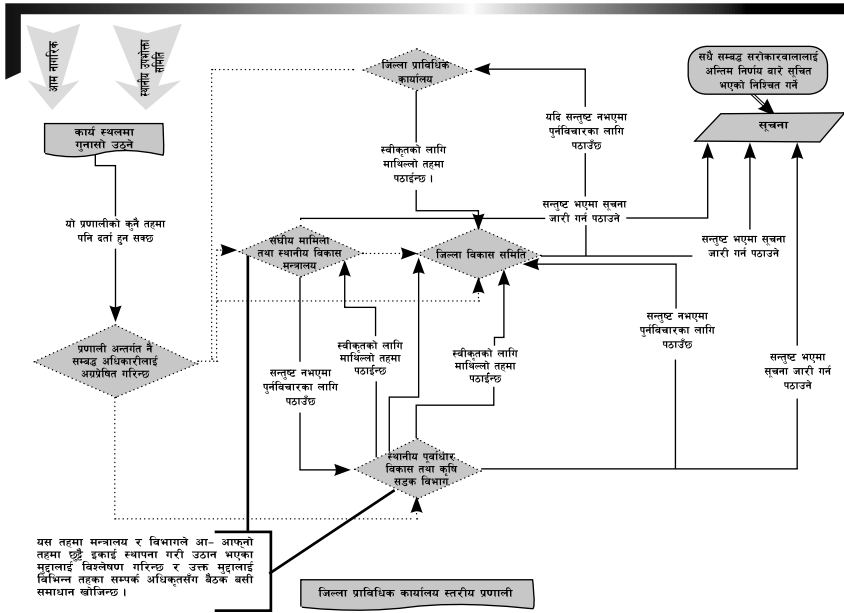 आम नागरिक
स्थानीय उपभोक्ता
समिति
कार्य स्थलमा
गुनासो उठ्ने
यो प्रणालीको कुनै तहमा
पनि दर्ता हुन सक्छ
प्रणाली अन्तर्गत नै
सम्बद्ध अधिकारीलाई
अग्रप्रेषित गरिन्छ
जिल्ला प्राविधिक
कार्यालय
स्वीकृतको लागि
माथिल्लो तहमा
पठाईन्छ ।
यदि सन्तुष्ट नभएमा
पुर्नविचारका लागि
पठाउँछ
सधै सम्बद्ध सरोकारवालालाई
अन्तिम निर्णय बारे सूचित
भएको निश्चित गर्ने
सूचना
सन्तुष्ट भएमा सूचना
जारी गर्न पठाउने
संघीय मामिला
तथा स्थानीय विकास
मन्त्रालय
जिल्ला विकास समिति
सन्तुष्ट भएमा सूचना
जारी गर्न पठाउने
सन्तुष्ट नभएमा
पुर्नविचारका लागि
पठाउँछ
स्वीकृतको लागि
माथिल्लो तहमा
पठाईन्छ
स्वीकृतको लागि
माथिल्लो तहमा
पठाईन्छ
सन्तुष्ट नभएमा
पुर्नविचारका लागि
पठाउँछ
सन्तुष्ट भएमा
सूचना जारी गर्न
पठाउने
स्थानीय पूर्वाधार
विकास तथा कृषि
सडक विभाग
यस तहमा मन्त्रालय र विभागले आ- आफ्नो
तहमा छुट्टै इकाई स्थापना गरी उठान भएका
मुद्दालाई विश्लेषण गरिन्छ र उक्त मुद्दालाई
विभिन्न तहका सम्पर्क अधिकृतसँग बैठक बसी
समाधान खोजिन्छ ।
जिल्ला प्राविधिक कार्यालय स्तरीय प्रणाली